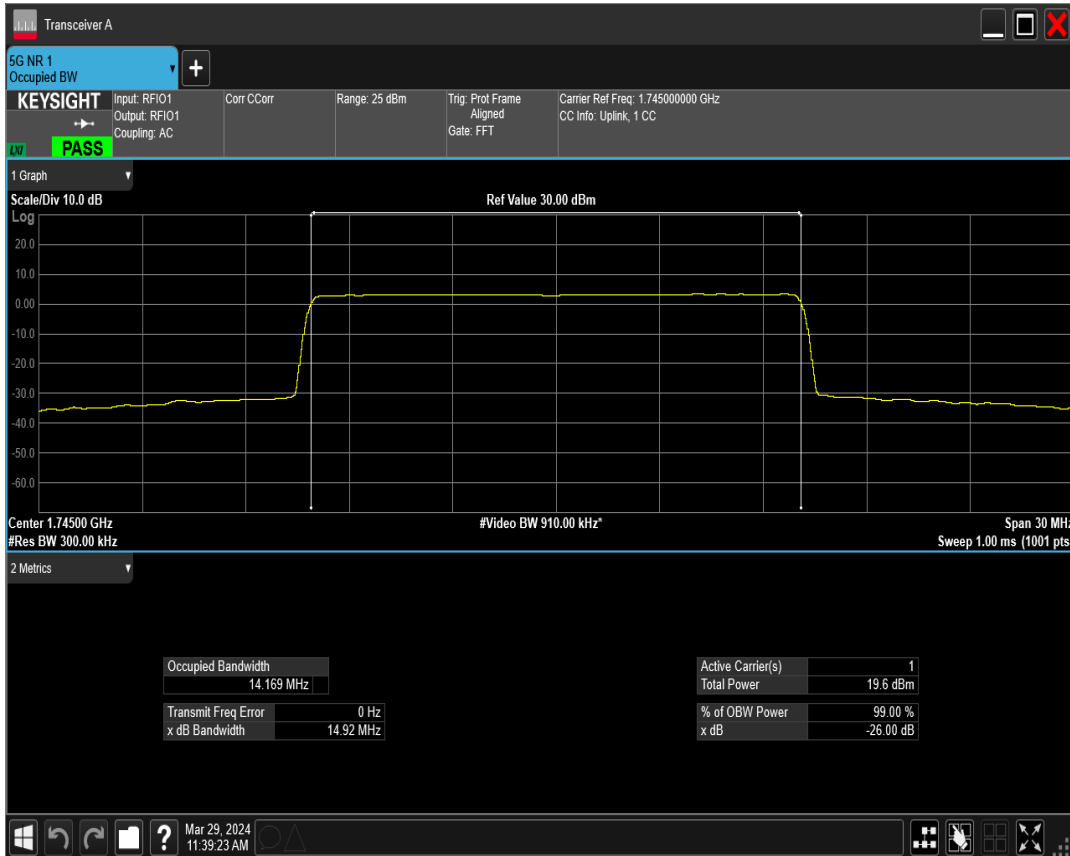 Transceiver A
5G NR 1
Occupied BW
KEYSIGHT
LXI
PASS
Input: RFIO1
Output: RFIO1
Coupling: AC
Corr CCorr
Range: 25 dBm
Trig: Prot Frame
Aligned
Gate: FFT
Carrier Ref Freq: 1.745000000 GHz
CC Info: Uplink, 1 CC
1 Graph
Scale/Div 10.0 dB
Ref Value 30.00 dBm
Log
20.0
10.0
0.00
-10.0
-20.0
-30.0
-40.0
-50.0
-60.0
Center 1.74500 GHz
#Video BW 910.00 kHz*
Span 30 MHz
#Res BW 300.00 kHz
Sweep 1.00 ms (1001 pts
2 Metrics
Occupied Bandwidth
14.169 MHz
Transmit Freq Error 0 Hz
x dB Bandwidth 14.92 MHz
Active Carrier(s) 1
Total Power 19.6 dBm
% of OBW Power 99.00 %
x dB -26.00 dB
?
Mar 29, 2024
11:39:23 AM